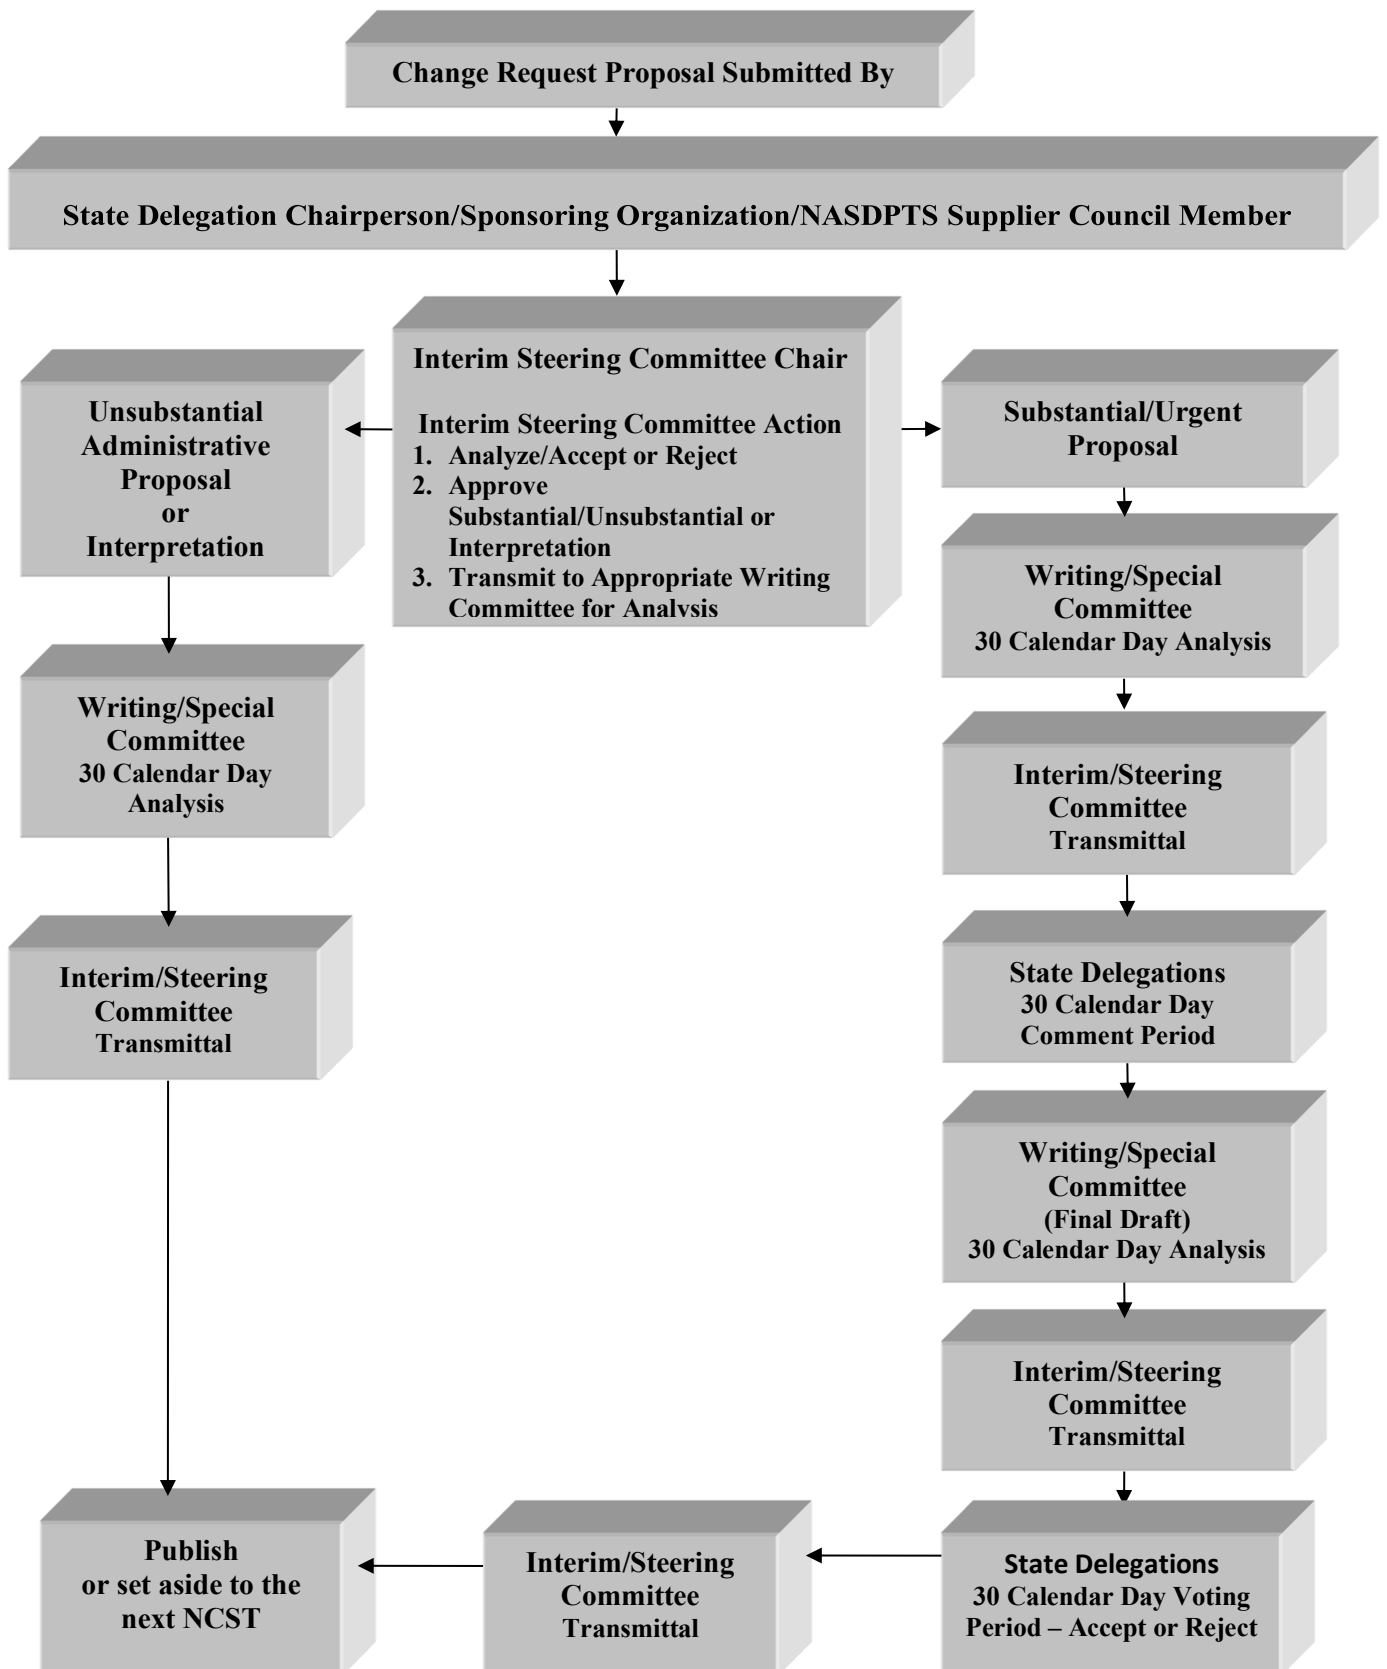 Change Request Proposal Submitted By
State Delegation Chairperson/Sponsoring Organization/NASDPTS Supplier Council Member
Interim Steering Committee Chair
Interim Steering Committee Action
1. Analyze/Accept or Reject
2. Approve
Substantial/Unsubstantial or
Interpretation
3. Transmit to Appropriate Writing
Committee for Analysis
Unsubstantial
Administrative
Proposal
or
Interpretation
Writing/Special
Committee
30 Calendar Day
Analysis
Interim/Steering
Committee
Transmittal
Substantial/Urgent
Proposal
Writing/Special
Committee
30 Calendar Day Analysis
Interim/Steering
Committee
Transmittal
State Delegations
30 Calendar Day
Comment Period
Writing/Special
Committee
(Final Draft)
30 Calendar Day Analysis
Interim/Steering
Committee
Transmittal
State Delegations
30 Calendar Day Voting
Period – Accept or Reject
Interim/Steering
Committee
Transmittal
Publish
or set aside to the
next NCST